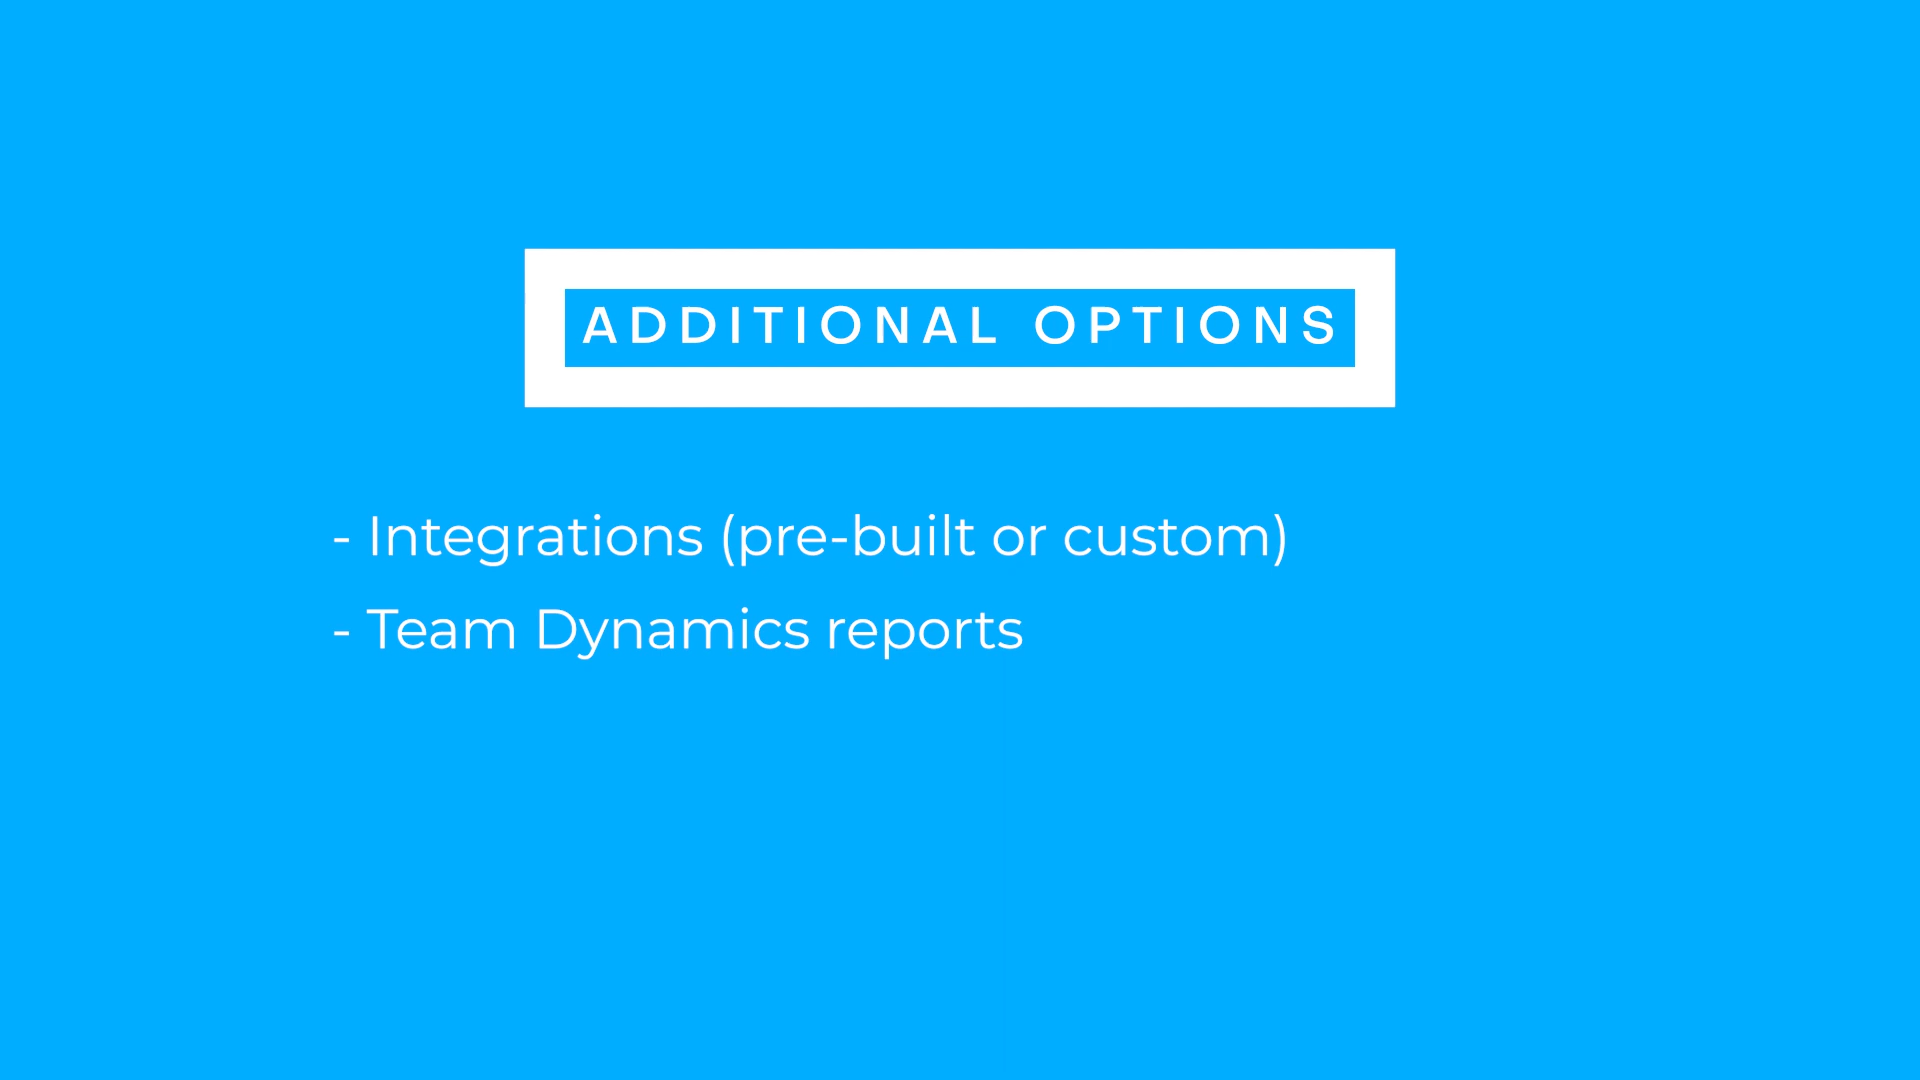 ADDITIONAL OPTIONS
- Integrations (pre-built or custom)
- Team Dynamics reports